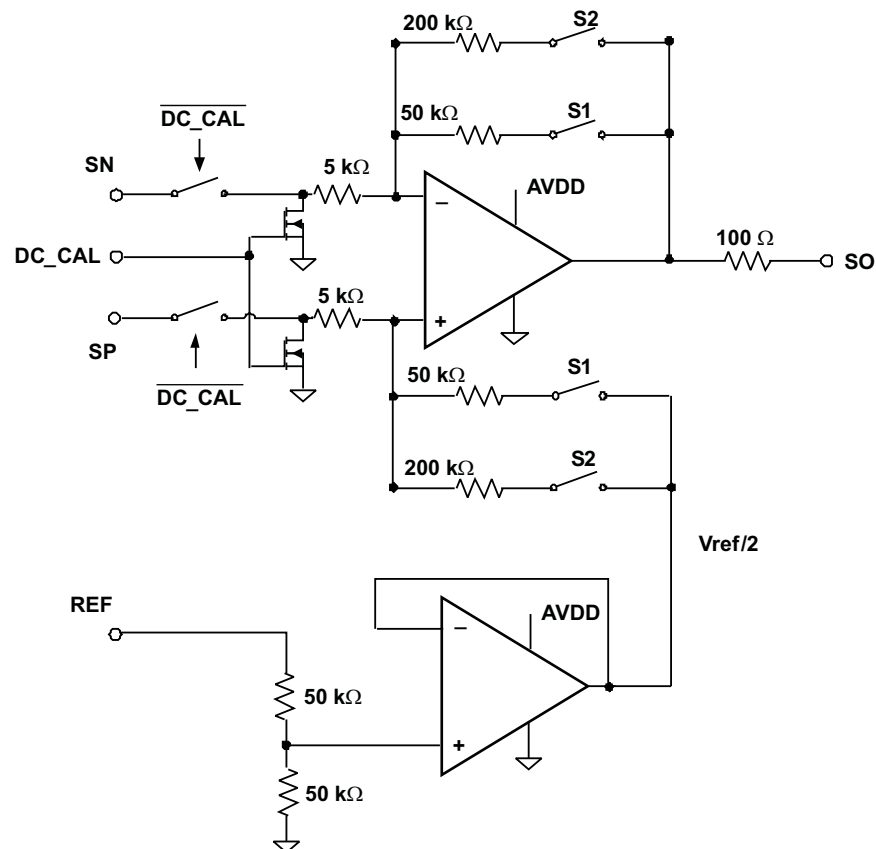 S2
200 kΩ
DC_CAL
S1
50 kΩ
SN
5 kΩ
AVDD
−
100 Ω
DC_CAL
SO
5 kΩ
+
SP
S1
50 kΩ
DC_CAL
S2
200 kΩ
Vref/2
REF
AVDD
−
50 kΩ
+
50 kΩ